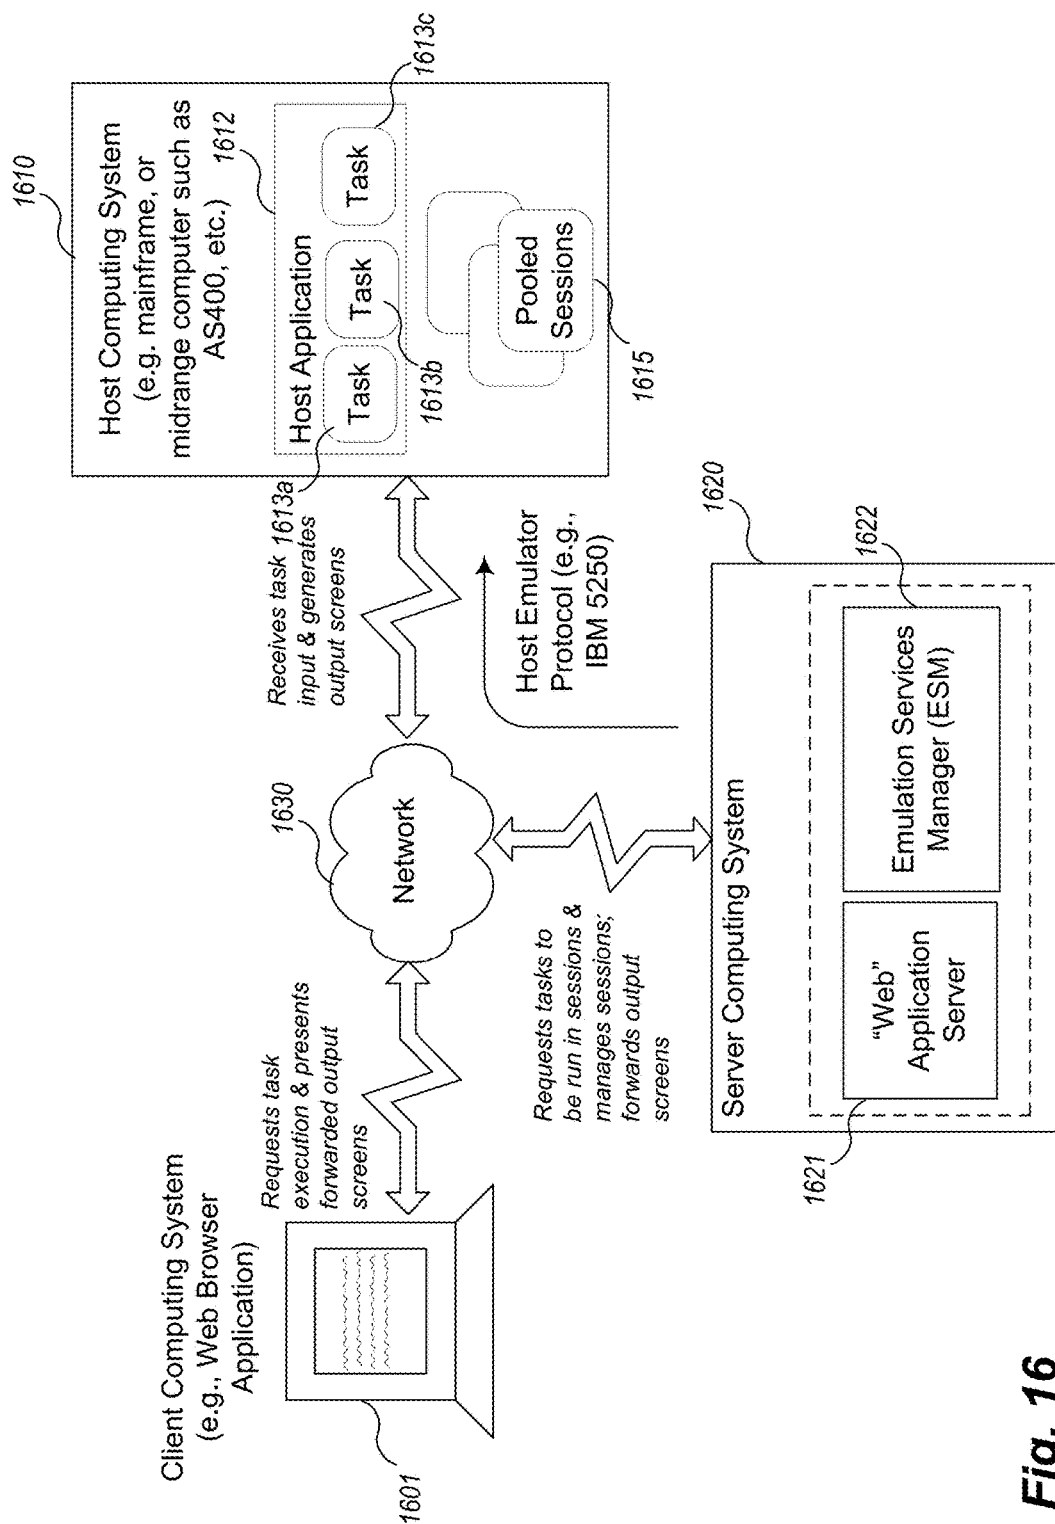 Client Computing System
(e.g., Web Browser
Application)
1601
Requests task
execution & presents
forwarded output
screens
1630
Network
Receives task
input & generates
output screens
1610
Host Computing System
(e.g. mainframe, or
midrange computer such as
AS400, etc.)
1612
Host Application
Task
Task
Task
1613a
1613b
1613c
Pooled
Sessions
1615
Host Emulator
Protocol (e.g.,
IBM 5250)
Requests tasks to
be run in sessions &
manages sessions;
forwards output
screens
1620
Server Computing System
1621
"Web"
Application
Server
1622
Emulation Services
Manager (ESM)
Fig. 16